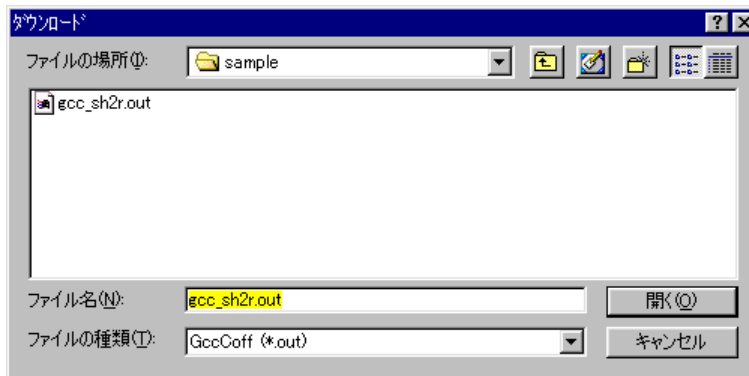 ダウンロード
ファイルの場所(I): sample
gcc_sh2r.out
ファイル名(N): gcc_sh2r.out 開く(O)
ファイルの種類(T): GccCoff (*.out) キャンセル